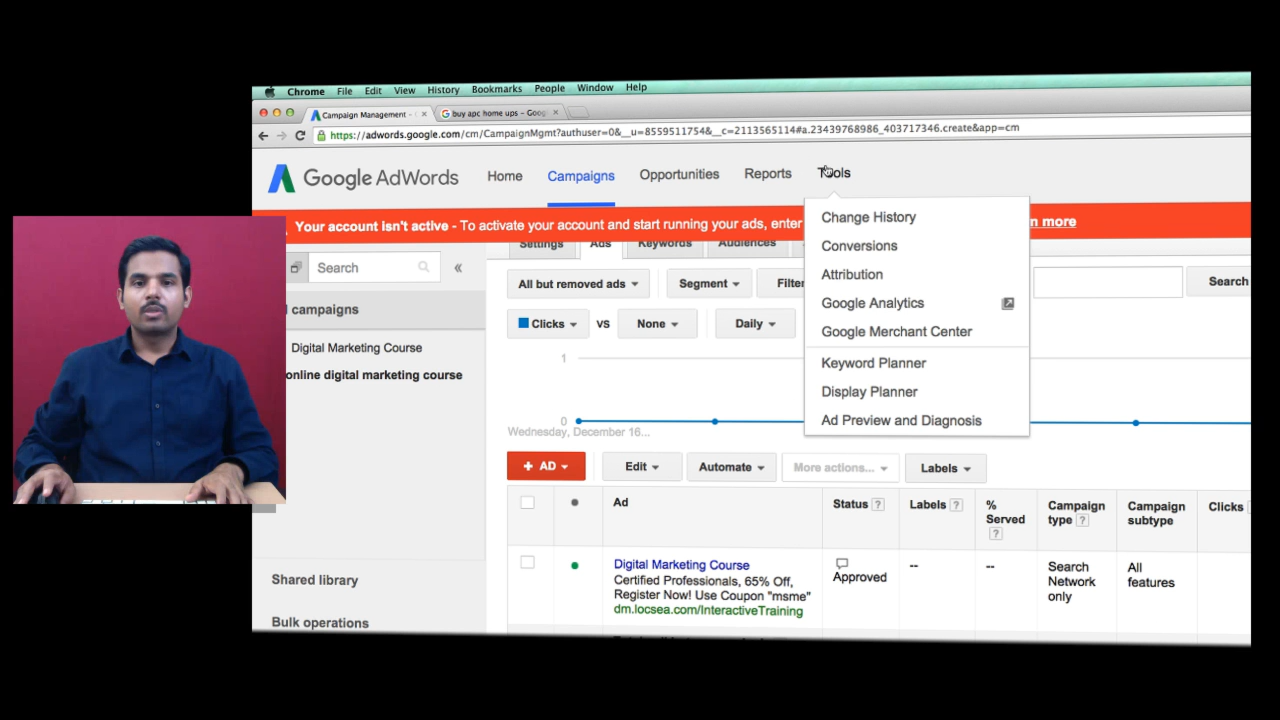 Chrome File Edit View History Bookmarks People Window Help
Campaign Management - buy apc home ups - Goog
https://adwords.google.com/cm/CampaignMgmt?authuser=0&__u=8559511754&__c=2113565114#a.23439768986_403717346.create&app=cm
Google AdWords Home Campaigns Opportunities Reports Tools
Your account isn't active - To activate your account and start running your ads, enter
n more
Change History
Conversions
Attribution
Google Analytics
Google Merchant Center
Keyword Planner
Display Planner
Ad Preview and Diagnosis
Search «
campaigns
Digital Marketing Course
online digital marketing course
Shared library
Bulk operations
Settings Ads Keywords Audiences
All but removed ads Segment Filter
Search
Clicks VS None Daily
1
0
Wednesday, December 16...
+ AD Edit Automate More actions... Labels
Ad Status ? Labels ? % Served ? Campaign type ? Campaign subtype Clicks
Digital Marketing Course
Certified Professionals, 65% Off,
Register Now! Use Coupon "msme"
dm.locsea.com/InteractiveTraining
Approved
-- --
Search
Network
only
All
features